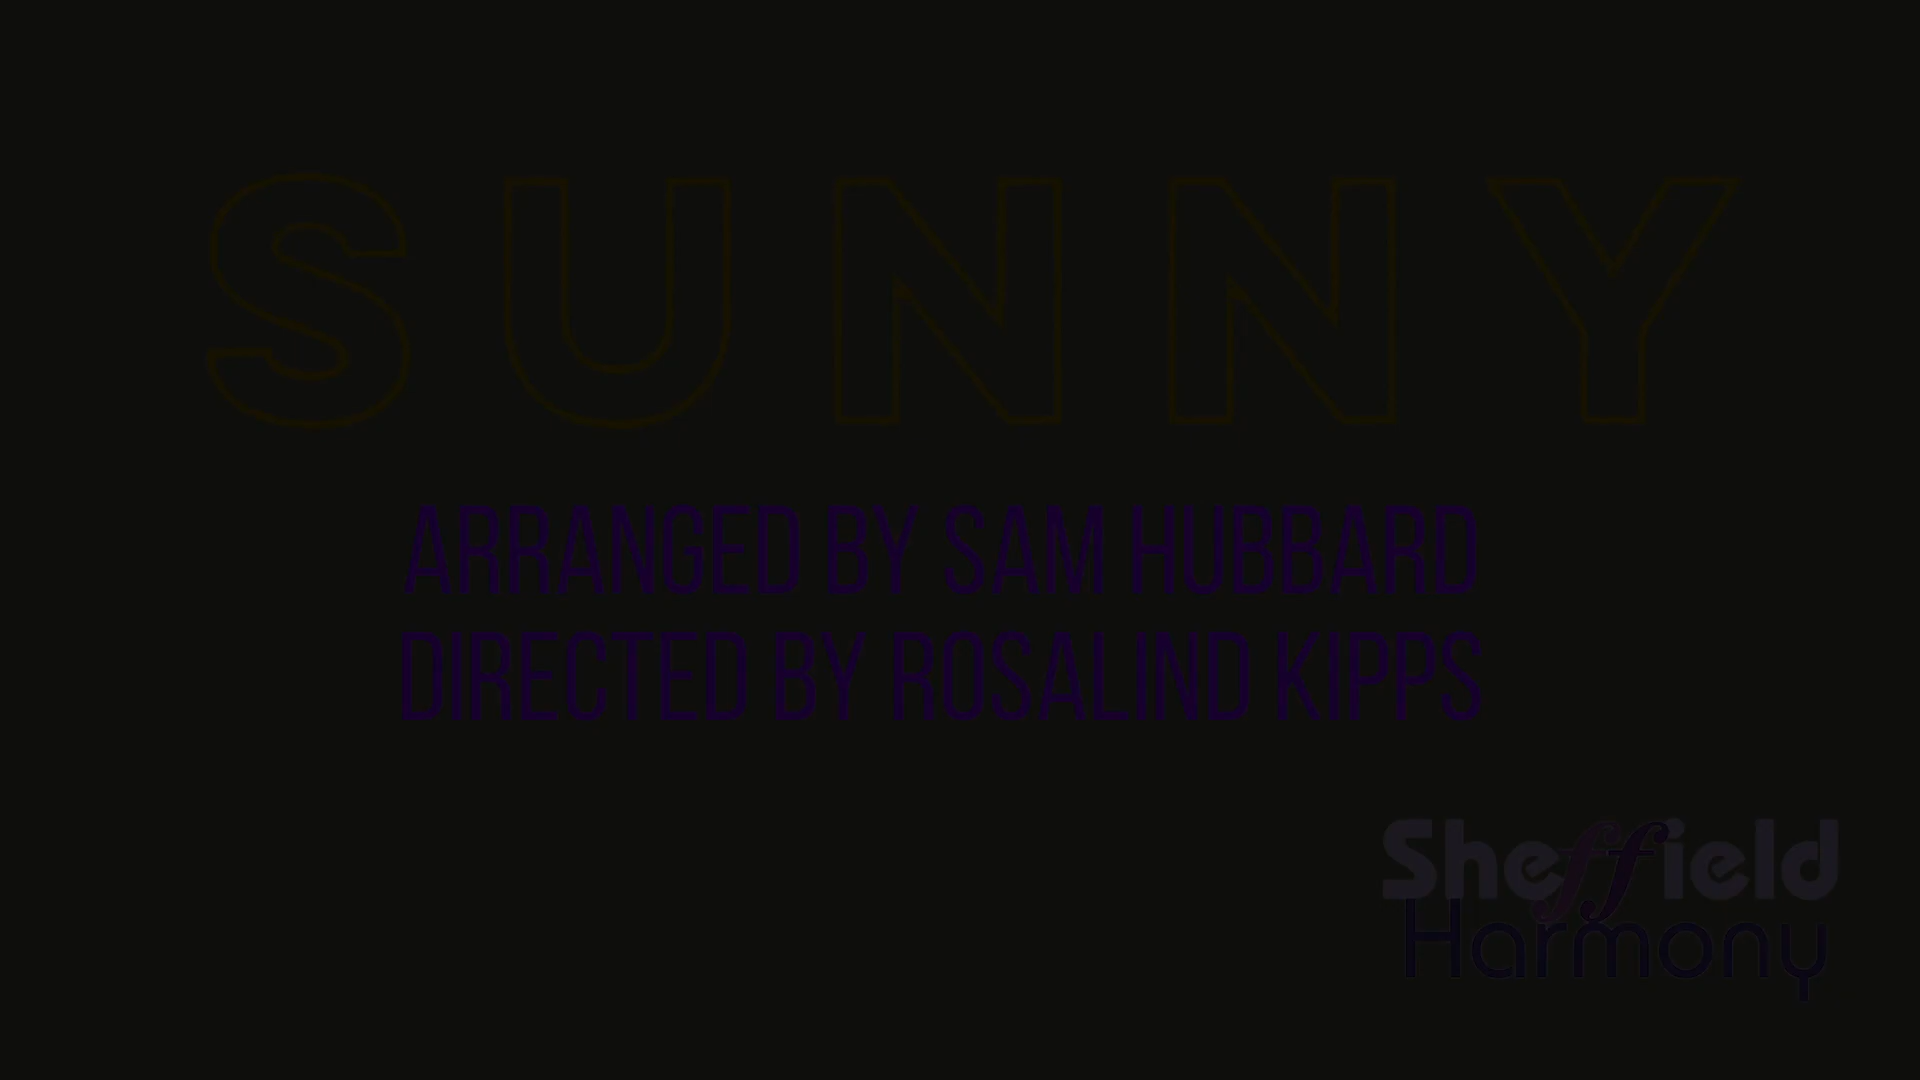 SUNNY
ARRANGED BY SAM HUBBARD
DIRECTED BY ROSALIND KIPPS
Sheffield
Harmony